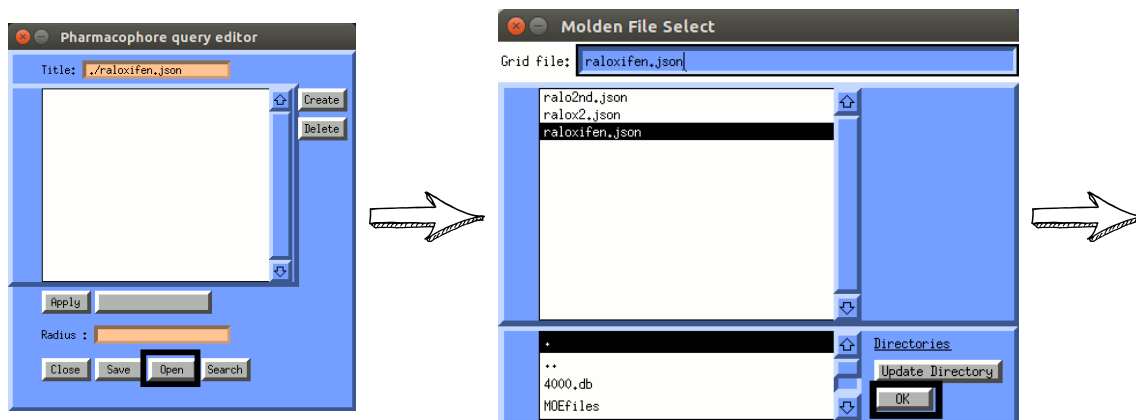 Pharmacophore query editor
Title: ./raloxifen.json
Create
Delete
Apply
Radius :
Close Save Open Search
Molden File Select
Grid file: raloxifen.json
ralo2nd.json
ralox2.json
raloxifen.json
.
..
4000.db
MOEfiles
Directories
Update Directory
OK